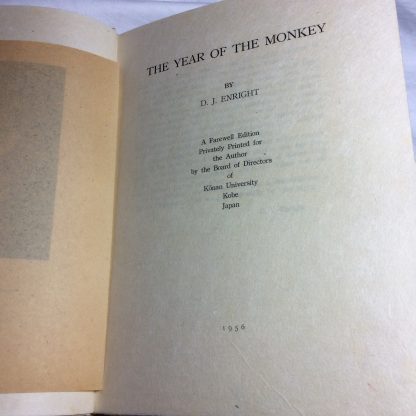 THE YEAR OF THE MONKEY
BY
D. J. ENRIGHT
A Farewell Edition
Privately Printed for
the Author
by the Board of Directors
of
Kōnan University
Kobe
Japan
1956